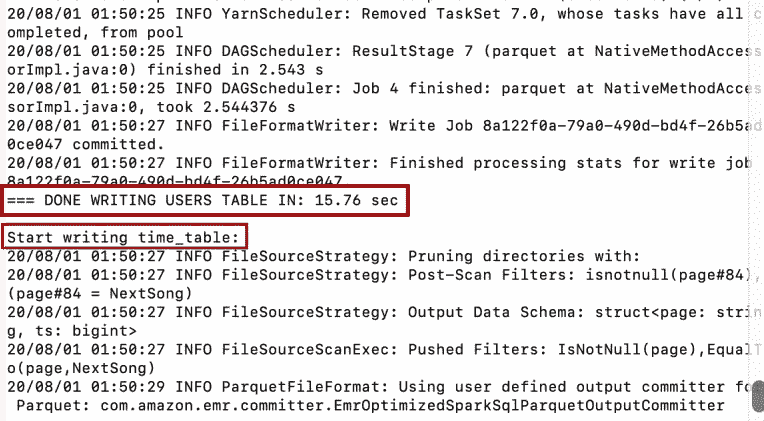 20/08/01 01:50:25 INFO YarnScheduler: Removed TaskSet 7.0, whose tasks have all c
ompleted, from pool
20/08/01 01:50:25 INFO DAGScheduler: ResultStage 7 (parquet at NativeMethodAcces
sorImpl.java:0) finished in 2.543 s
20/08/01 01:50:25 INFO DAGScheduler: Job 4 finished: parquet at NativeMethodAcce
ssorImpl.java:0, took 2.544376 s
20/08/01 01:50:27 INFO FileFormatWriter: Write Job 8a122f0a-79a0-490d-bd4f-26b5ad
0ce047 committed.
20/08/01 01:50:27 INFO FileFormatWriter: Finished processing stats for write job
8a122f0a-79a0-490d-bd4f-26b5ad0ce047.
=== DONE WRITING USERS TABLE IN: 15.76 sec
Start writing time_table:
20/08/01 01:50:27 INFO FileSourceStrategy: Pruning directories with:
20/08/01 01:50:27 INFO FileSourceStrategy: Post-Scan Filters: isnotnull(page#84),
(page#84 = NextSong)
20/08/01 01:50:27 INFO FileSourceStrategy: Output Data Schema: struct<page: strin
g, ts: bigint>
20/08/01 01:50:27 INFO FileSourceScanExec: Pushed Filters: IsNotNull(page),EqualT
o(page,NextSong)
20/08/01 01:50:29 INFO ParquetFileFormat: Using user defined output committer fo
Parquet: com.amazon.emr.committer.EmrOptimizedSparkSqlParquetOutputCommitter